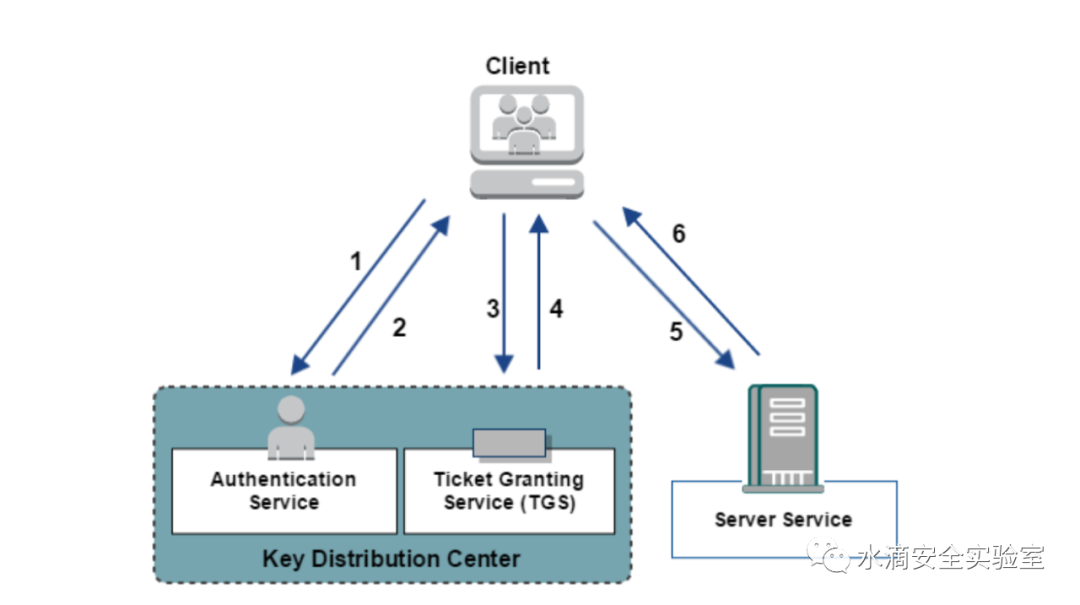 Client
1
2
3
4
5
6
Authentication
Service
Ticket Granting
Service (TGS)
Key Distribution Center
Server Service
水滴安全实验室